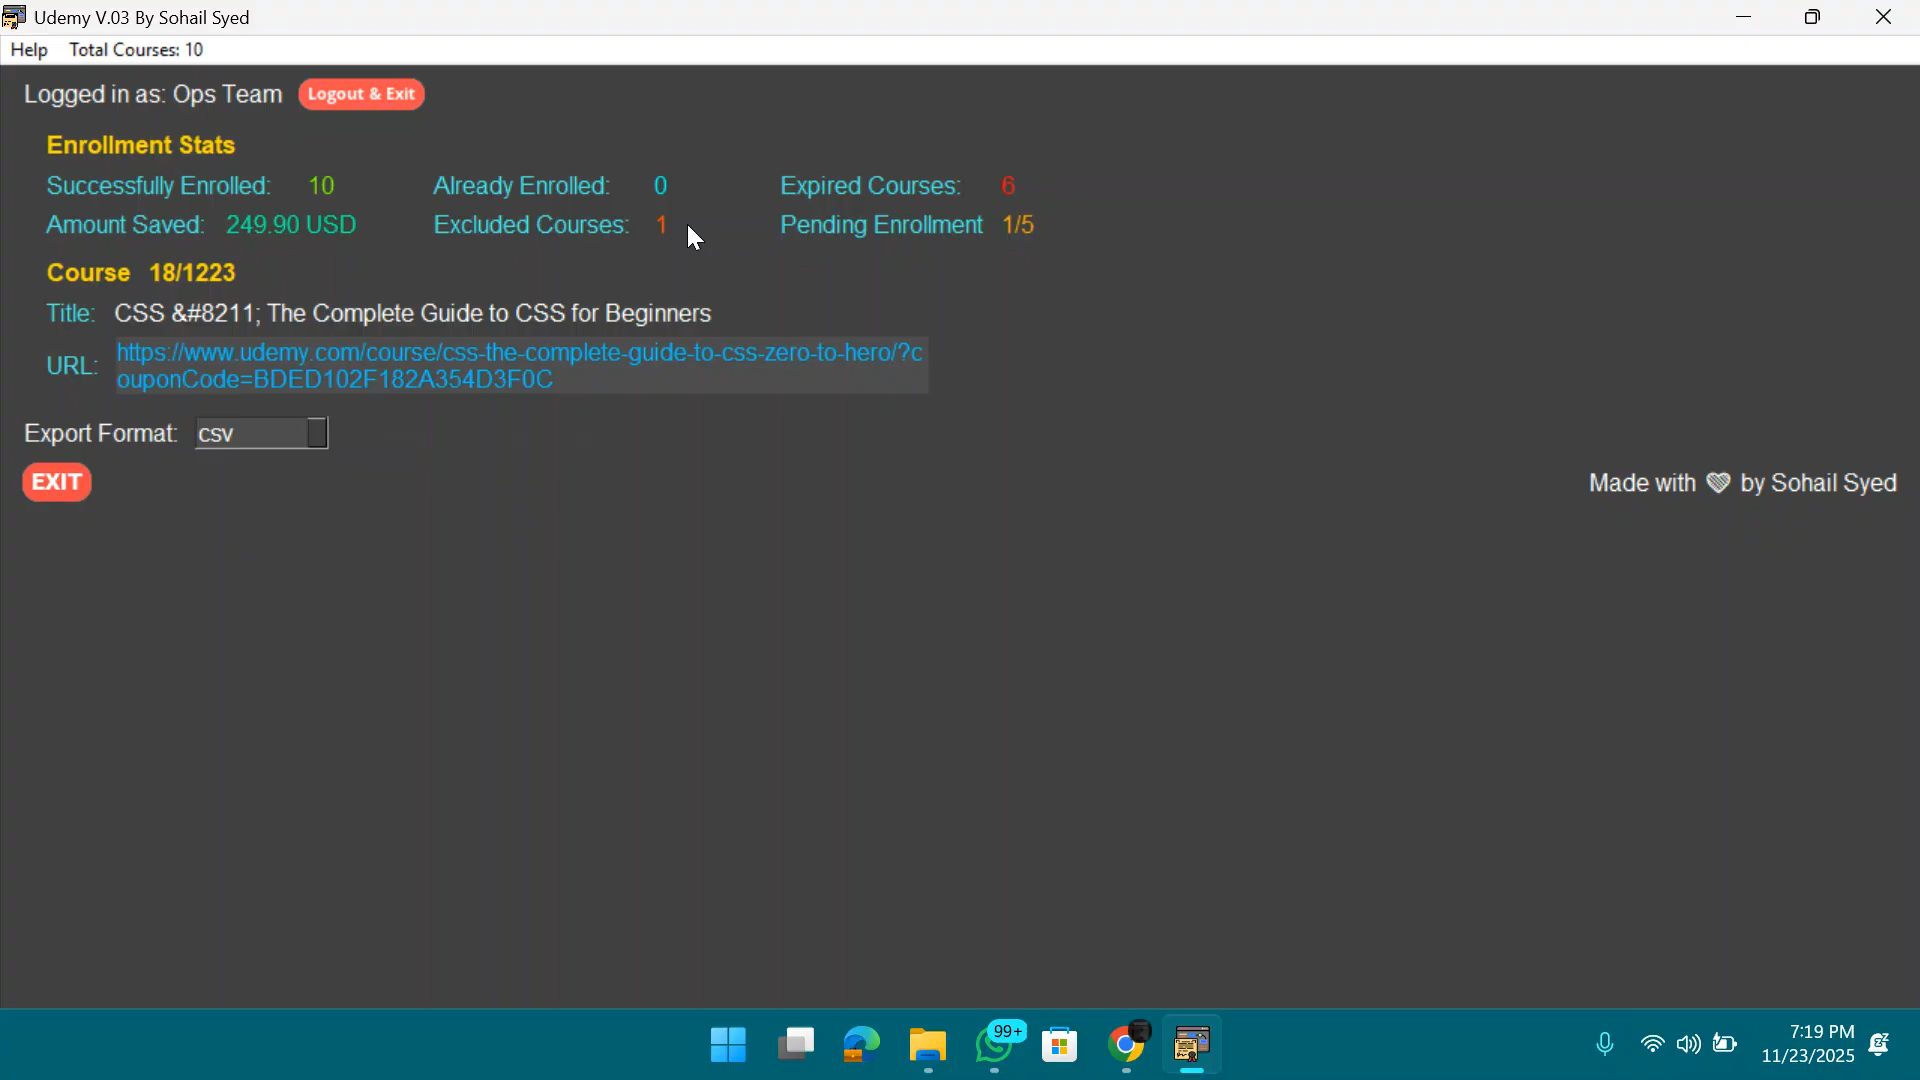 Udemy V.03 By Sohail Syed
Help Total Courses: 10
Logged in as: Ops Team Logout & Exit
Enrollment Stats
Successfully Enrolled: 10 Already Enrolled: 0 Expired Courses: 6
Amount Saved: 249.90 USD Excluded Courses: 1 Pending Enrollment 1/5
Course 18/1223
Title: CSS &#8211; The Complete Guide to CSS for Beginners
URL: https://www.udemy.com/course/css-the-complete-guide-to-css-zero-to-hero/?c
ouponCode=BDED102F182A354D3F0C
Export Format: csv
EXIT Made with 🤍 by Sohail Syed
99+
7:19 PM
11/23/2025